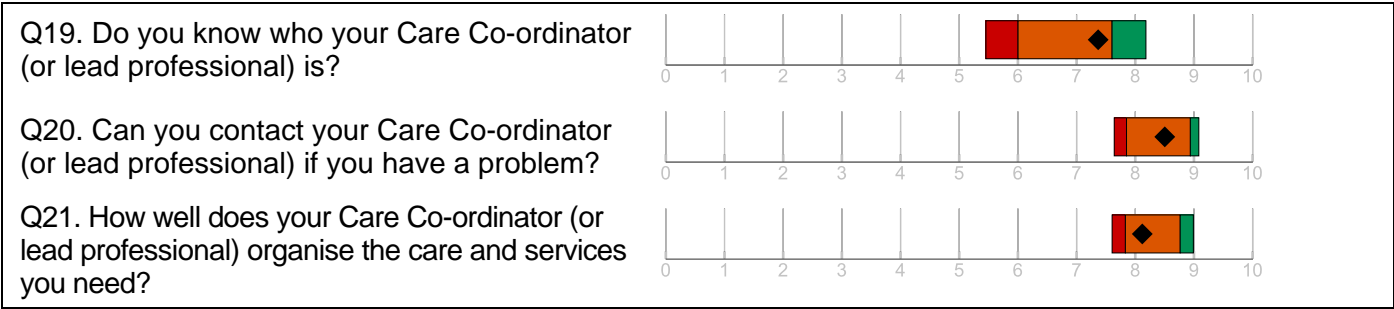 Q19. Do you know who your Care Co-ordinator
(or lead professional) is?
0 1 2 3 4 5 6 7 8 9 10
Q20. Can you contact your Care Co-ordinator
(or lead professional) if you have a problem?
0 1 2 3 4 5 6 7 8 9 10
Q21. How well does your Care Co-ordinator (or
lead professional) organise the care and services
you need?
0 1 2 3 4 5 6 7 8 9 10